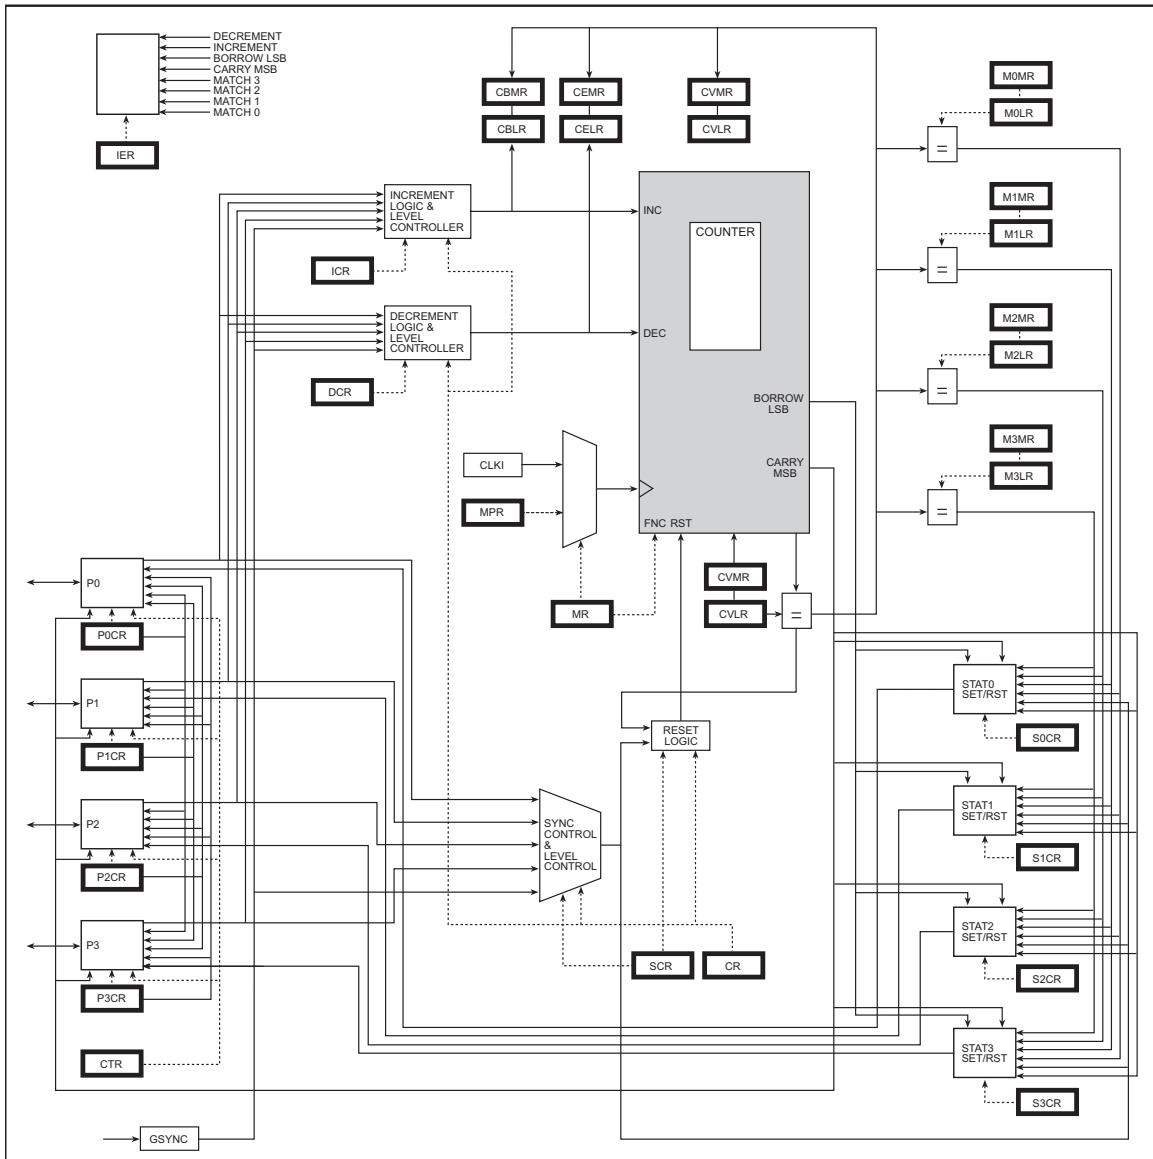 DECREMENT
INCREMENT
BORROW LSB
CARRY MSB
MATCH 3
MATCH 2
MATCH 1
MATCH 0
IER
CBMR
CEMR
CVMR
CBLR
CELR
CVLR
M0MR
M0LR
=
INCREMENT
LOGIC &
LEVEL
CONTROLLER
INC
COUNTER
M1MR
M1LR
=
ICR
DECREMENT
LOGIC &
LEVEL
CONTROLLER
DEC
M2MR
M2LR
=
DCR
BORROW
LSB
CLKI
CARRY
MSB
M3MR
M3LR
=
MPR
FNC RST
P0
CVMR
MR
CVLR
=
P0CR
P1
STAT0
SET/RST
P1CR
RESET
LOGIC
S0CR
P2
SYNC
CONTROL
&
LEVEL
CONTROL
STAT1
SET/RST
P2CR
S1CR
P3
STAT2
SET/RST
P3CR
SCR
CR
S2CR
CTR
STAT3
SET/RST
S3CR
GSYNC